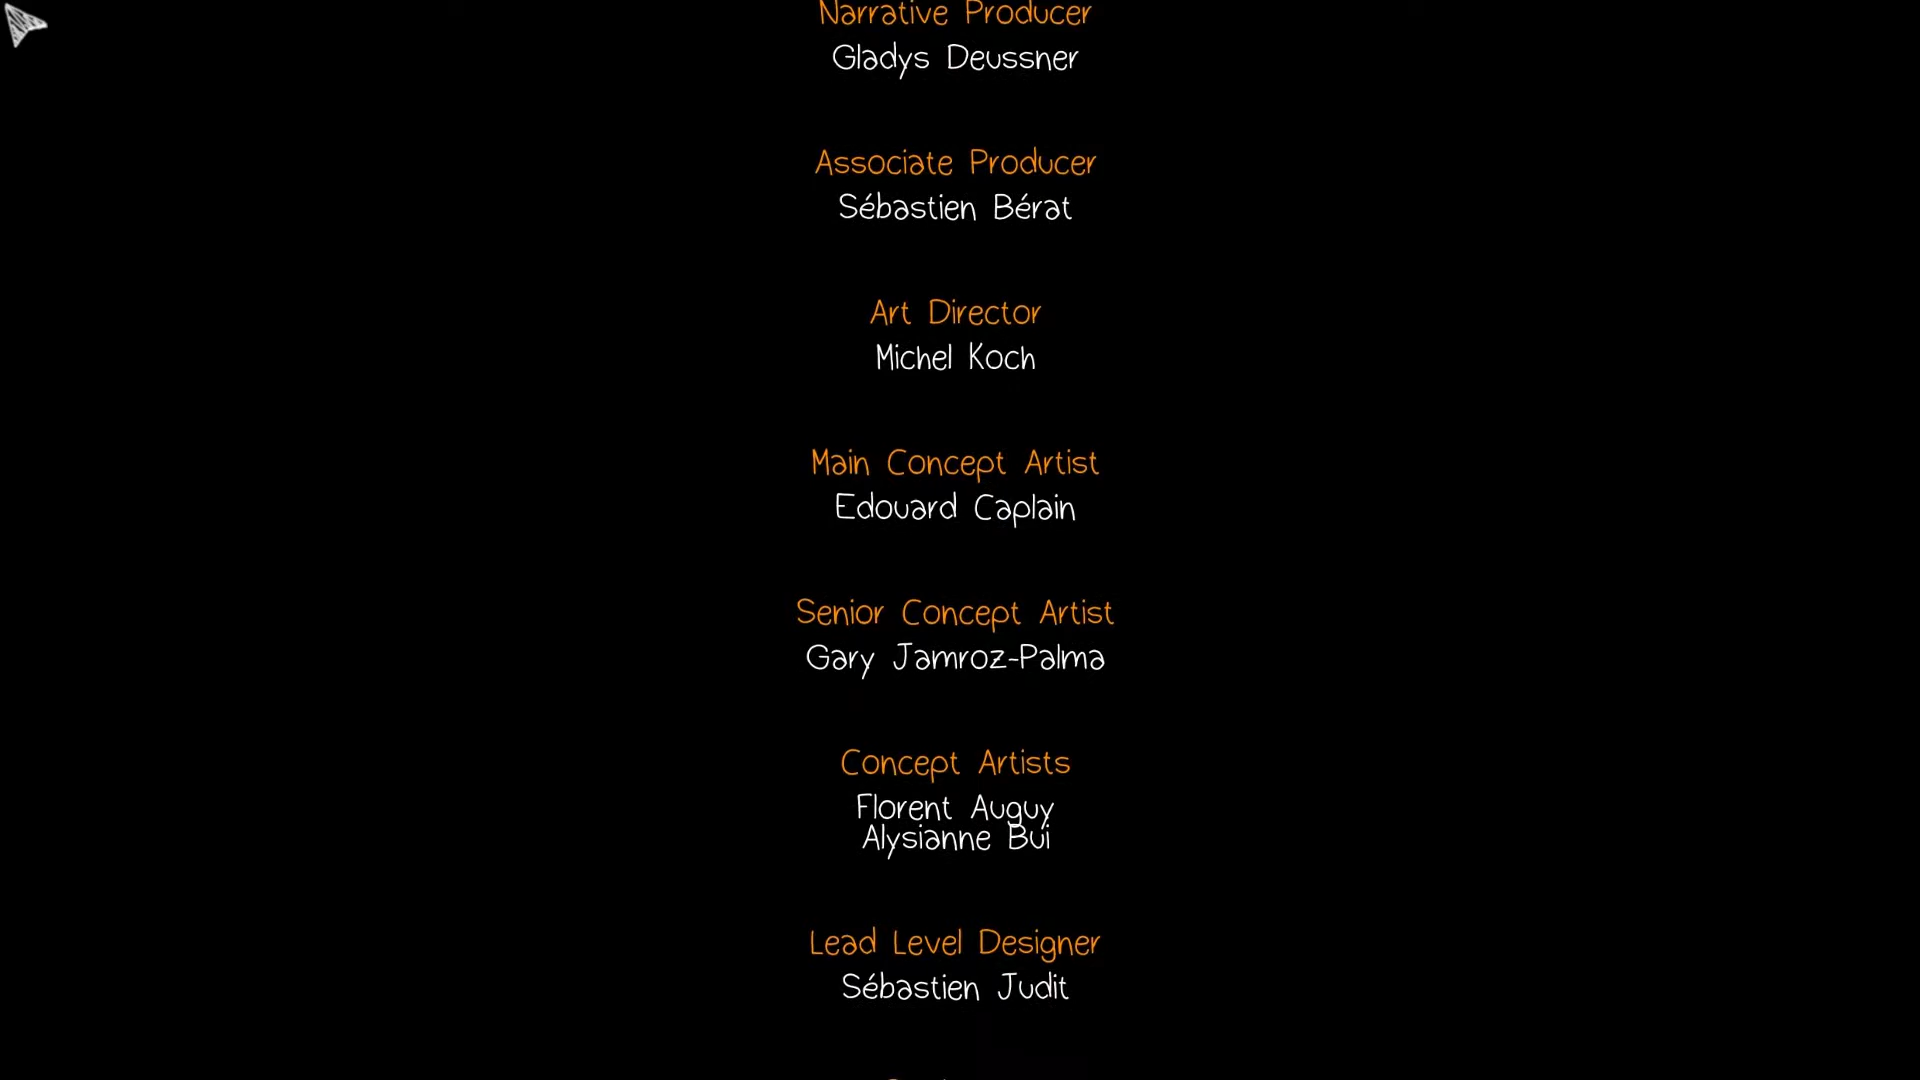 Narrative Producer
Gladys Deussner
Associate Producer
Sébastien Bérat
Art Director
Michel Koch
Main Concept Artist
Edouard Caplain
Senior Concept Artist
Gary Jamroz-Palma
Concept Artists
Florent Auguy
Alysianne Bui
Lead Level Designer
Sébastien Judit